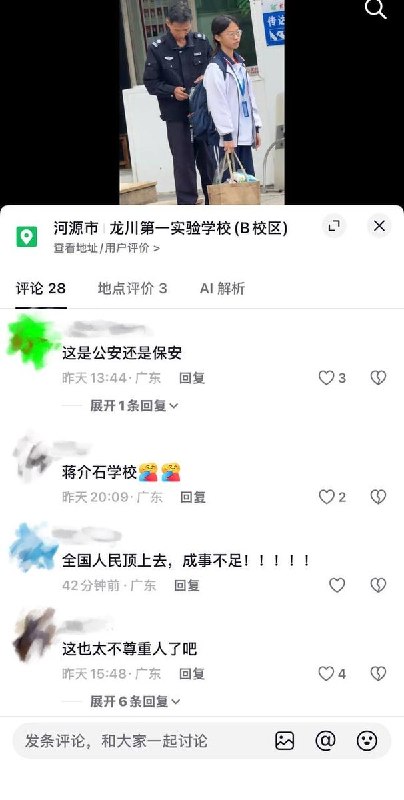 传达
河源市 | 龙川第一实验学校(B校区)
查看地址/用户评价 >
评论 28
地点评价 3
AI 解析
这是公安还是保安
昨天 13:44 · 广东 回复
3
展开1条回复
蒋介石学校
昨天 20:09 · 广东 回复
2
全国人民顶上去，成事不足！！！！！
42分钟前 · 广东 回复
这也太不尊重人了吧
昨天 15:48 · 广东 回复
4
展开6条回复
发条评论，和大家一起讨论